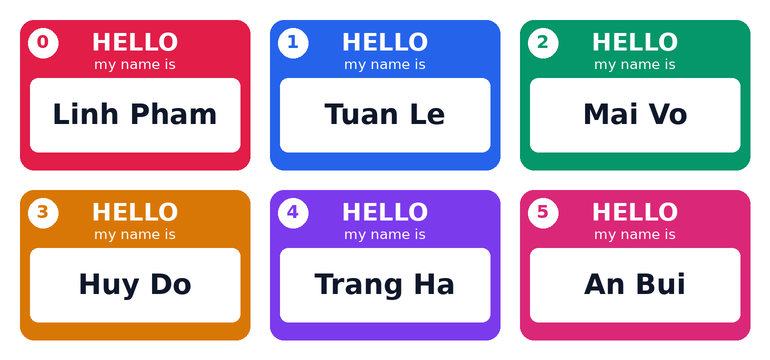 0
HELLO
my name is
Linh Pham
1
HELLO
my name is
Tuan Le
2
HELLO
my name is
Mai Vo
3
HELLO
my name is
Huy Do
4
HELLO
my name is
Trang Ha
5
HELLO
my name is
An Bui